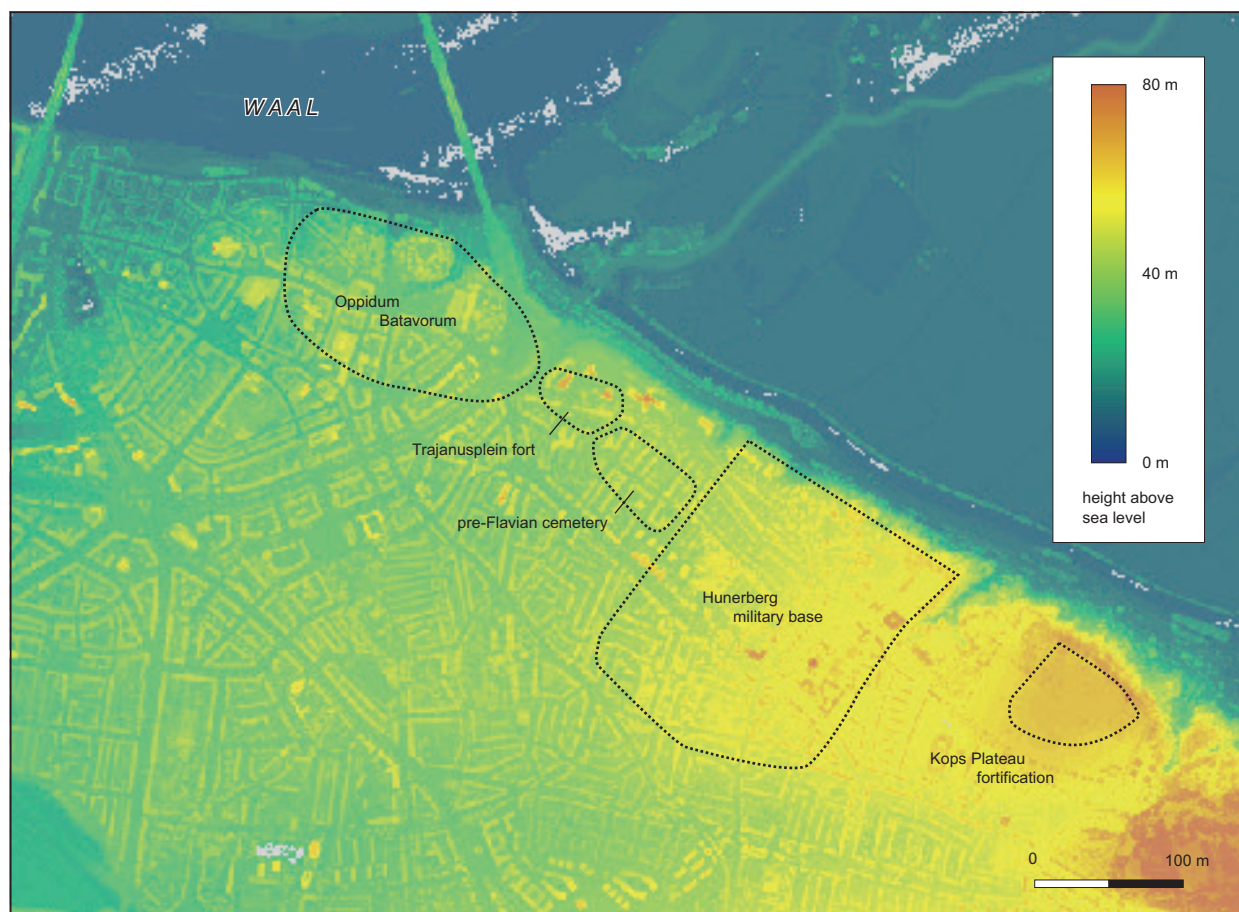 WAAL
80 m
40 m
0 m
height above
sea level
Oppidum
Batavorum
Trajanusplein fort
pre-Flavian cemetery
Hunerberg
military base
Kops Plateau
fortification
0
100 m